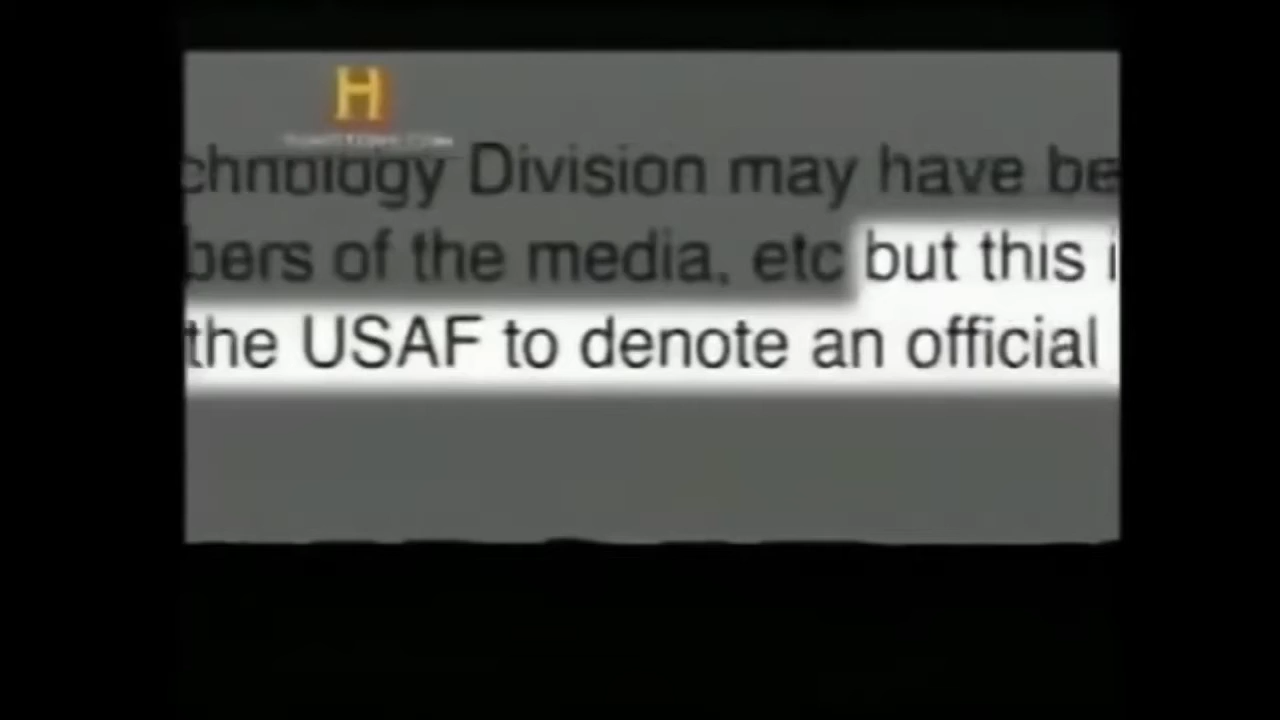 H
chnology Division may have be
bers of the media, etc but this i
the USAF to denote an official